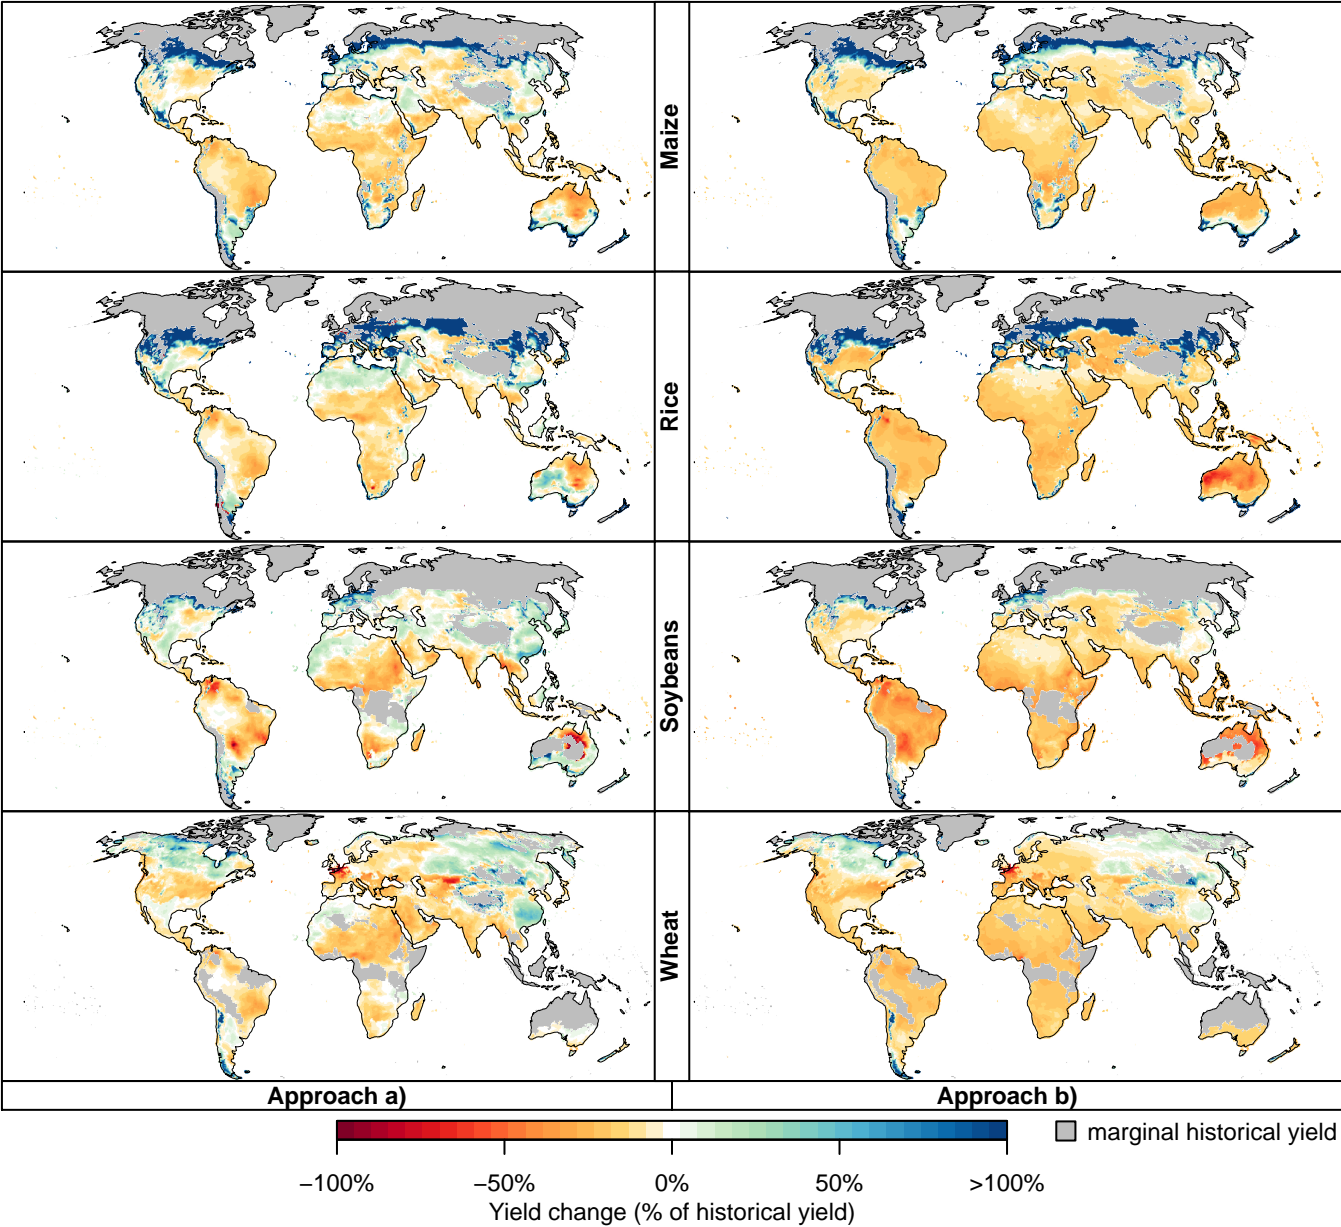 Maize
Rice
Soybeans
Wheat
Approach a)
Approach b)
marginal historical yield
−100%
−50%
0%
50%
>100%
Yield change (% of historical yield)